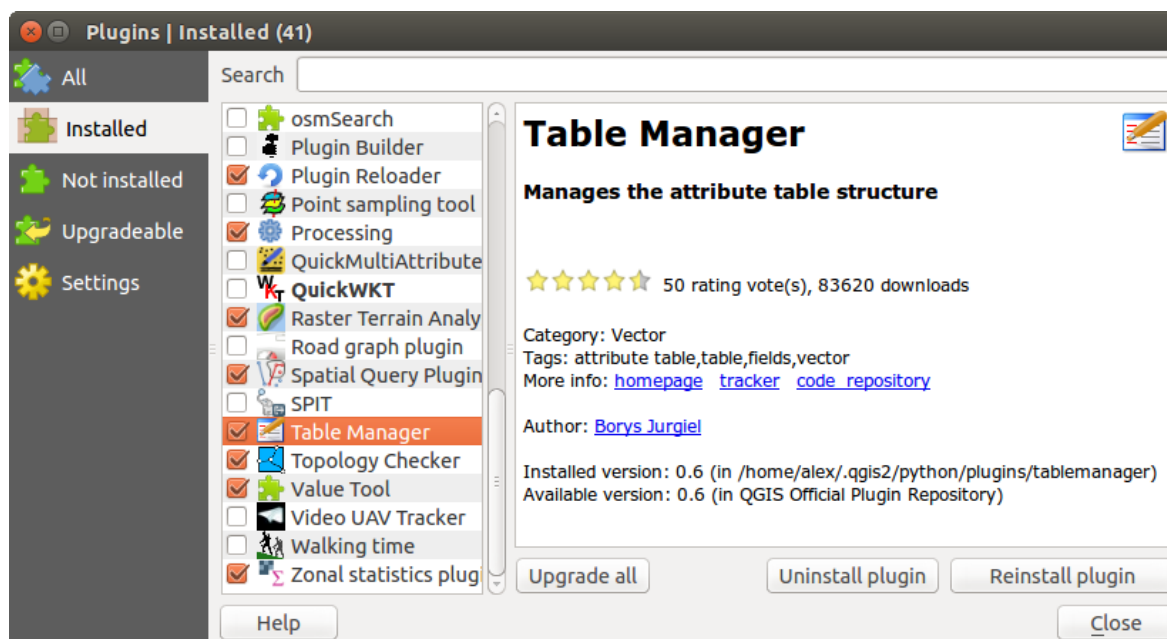 Plugins | Installed (41)
All
Installed
Not installed
Upgradeable
Settings
Search
osmSearch
Plugin Builder
Plugin Reloader
Point sampling tool
Processing
QuickMultiAttribute
WKT QuickWKT
Raster Terrain Analy
Road graph plugin
Spatial Query Plugin
SPIT
Table Manager
Topology Checker
Value Tool
Video UAV Tracker
Walking time
Σ Zonal statistics plugi
Table Manager
Manages the attribute table structure
50 rating vote(s), 83620 downloads
Category: Vector
Tags: attribute table,table,fields,vector
More info: homepage tracker code repository
Author: Borys Jurgiel
Installed version: 0.6 (in /home/alex/.qgis2/python/plugins/tablemanager)
Available version: 0.6 (in QGIS Official Plugin Repository)
Upgrade all
Uninstall plugin
Reinstall plugin
Help
Close